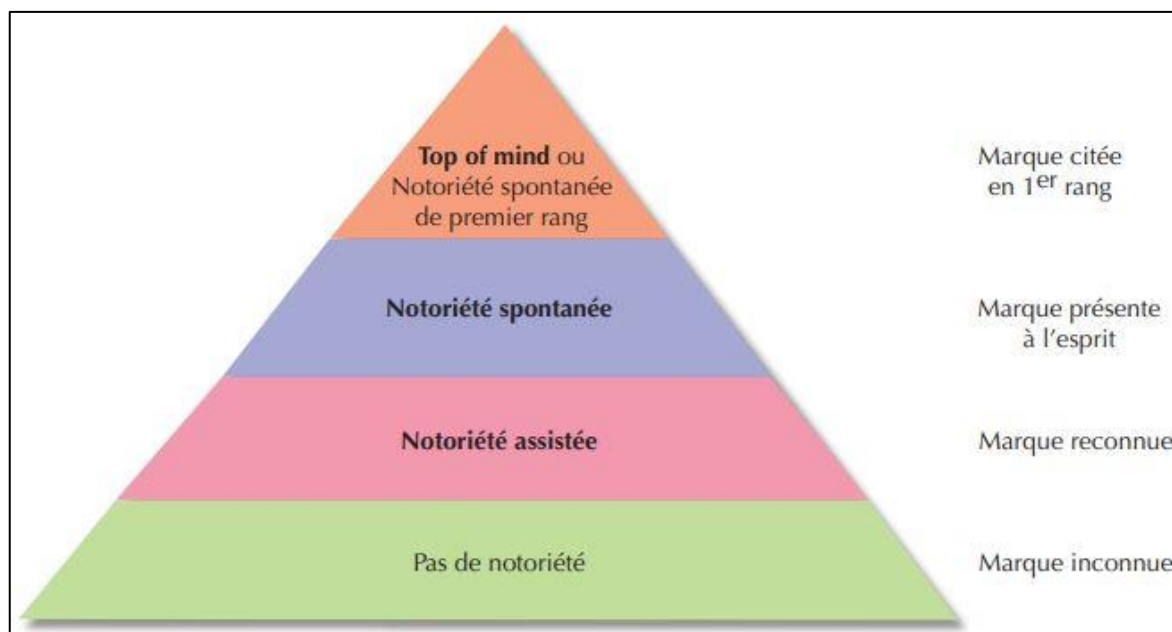 Top of mind ou
Notoriété spontanée
de premier rang
Marque citée
en 1er rang
Notoriété spontanée
Marque présente
à l'esprit
Notoriété assistée
Marque reconnue
Pas de notoriété
Marque inconnue